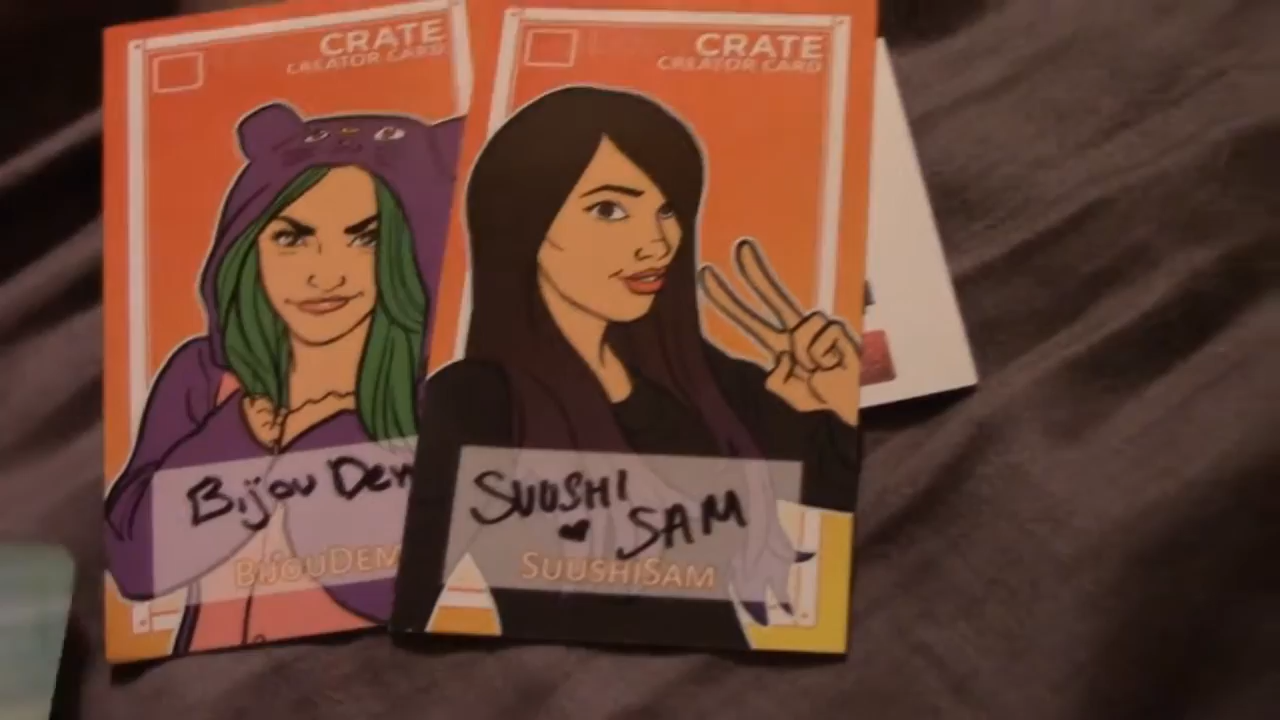 CRATE
CREATOR CARD
Bijou Dem
BIJOUDEM
CRATE
CREATOR CARD
SUUSHI
♥ SAM
SUUSHISAM